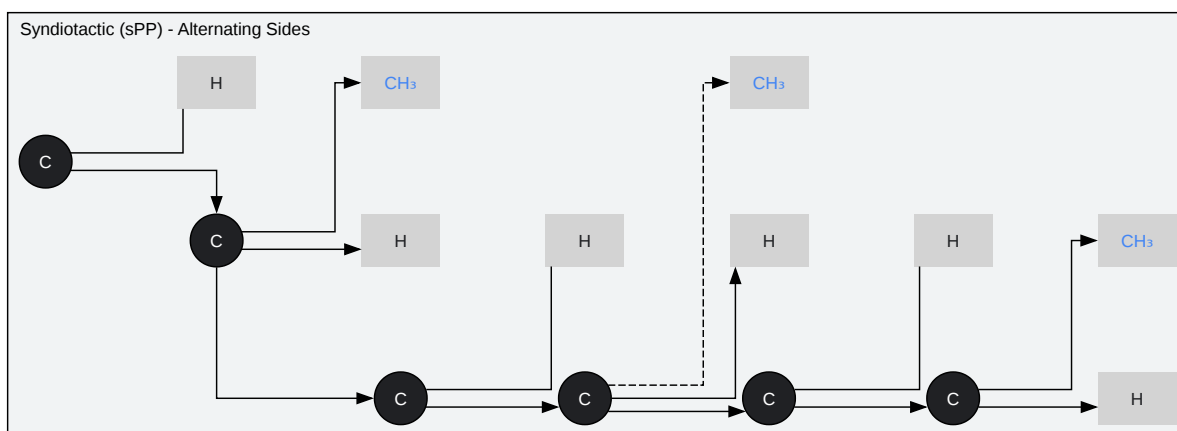 Syndiotactic (sPP) - Alternating Sides
H
CH₃
CH₃
C
C
H
H
H
H
CH₃
C
C
C
C
H